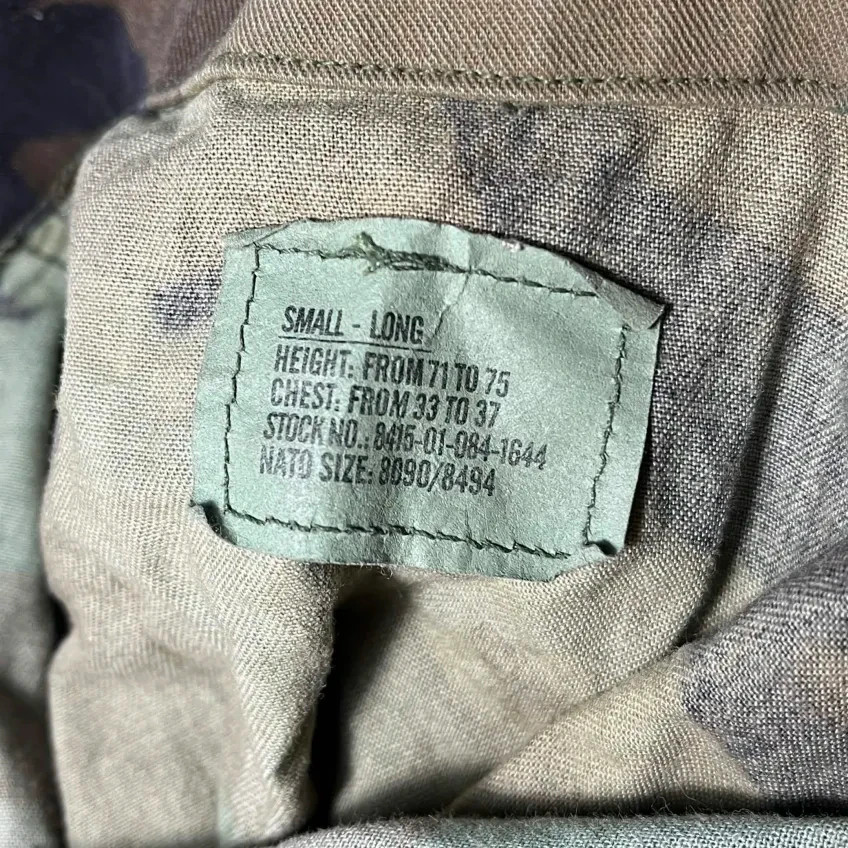 SMALL - LONG
HEIGHT: FROM 71 TO 75
CHEST: FROM 33 TO 37
STOCK NO.: 8415-01-084-1644
NATO SIZE: 8090/8494